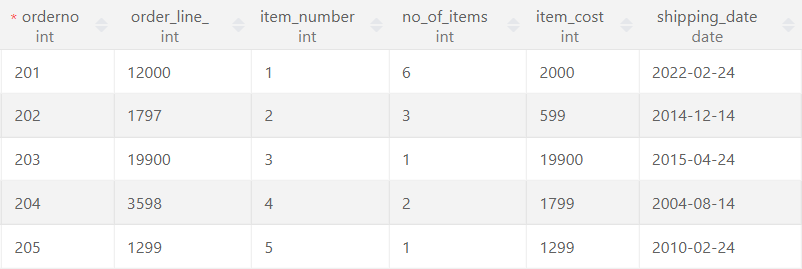 * orderno order_line_ item_number no_of_items item_cost shipping_date
int int int int int date
201 12000 1 6 2000 2022-02-24
202 1797 2 3 599 2014-12-14
203 19900 3 1 19900 2015-04-24
204 3598 4 2 1799 2004-08-14
205 1299 5 1 1299 2010-02-24